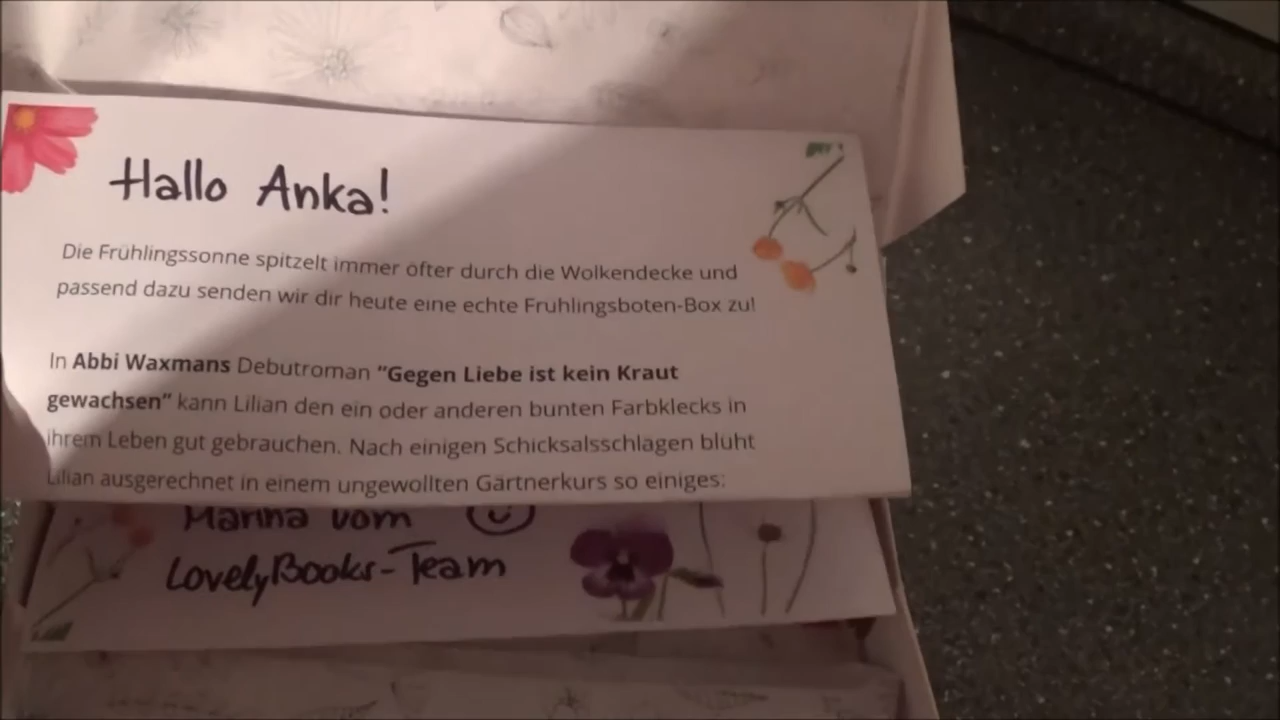 Hallo Anka!
Die Frühlingssonne spitzelt immer öfter durch die Wolkendecke und
passend dazu senden wir dir heute eine echte Fruhlingsboten-Box zu!
In Abbi Waxmans Debutroman "Gegen Liebe ist kein Kraut
gewachsen" kann Lilian den ein oder anderen bunten Farbklecks in
ihrem Leben gut gebrauchen. Nach einigen Schicksalsschlagen blüht
Lilian ausgerechnet in einem ungewollten Gartnerkurs so einiges:
Marina vom
LovelyBooks-Team